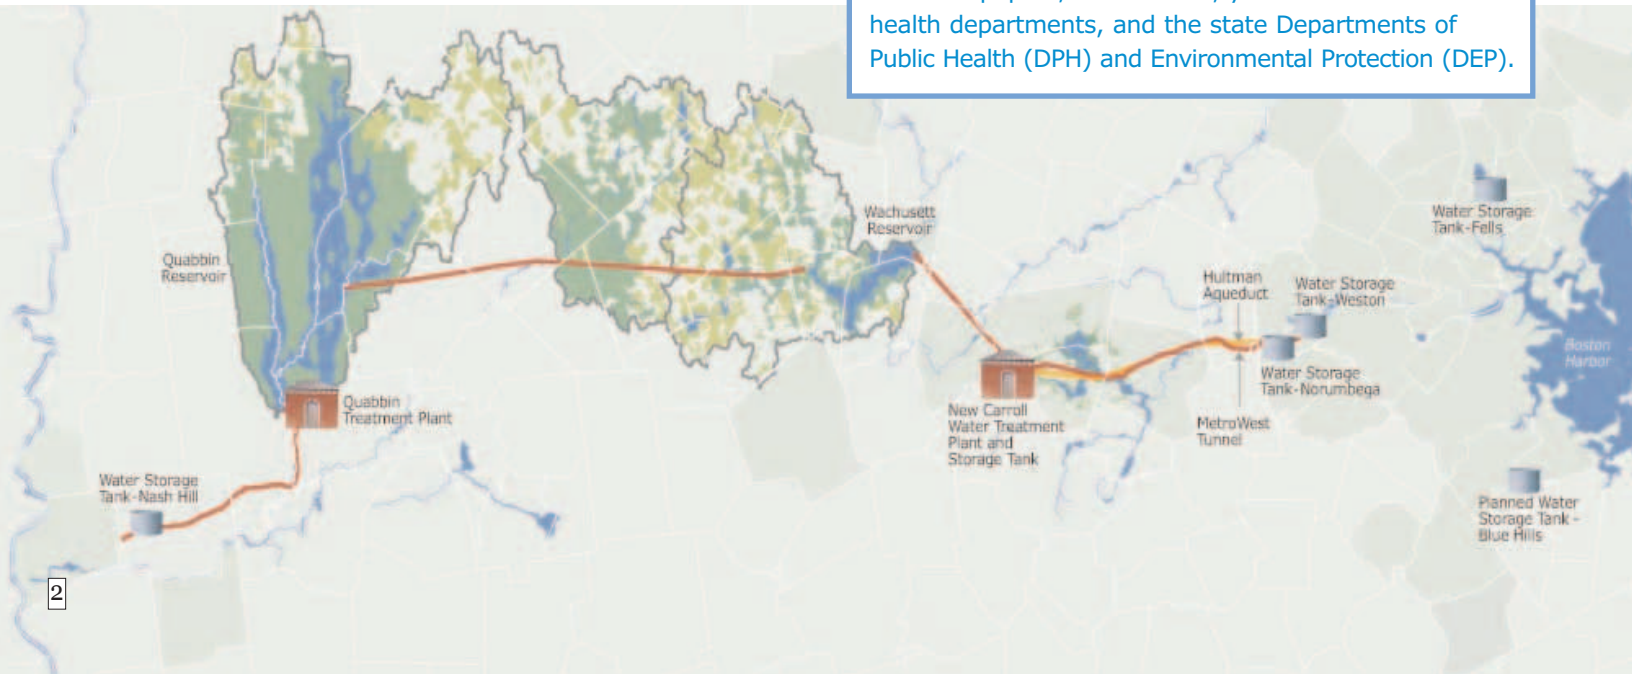 health departments, and the state Departments of
Public Health (DPH) and Environmental Protection (DEP).
Wachusett
Reservoir
Water Storage
Tank-Fells
Quabbin
Reservoir
Hultman
Aqueduct
Water Storage
Tank-Weston
Boston
Harbor
Water Storage
Tank-Norumbega
Quabbin
Treatment Plant
New Carroll
Water Treatment
Plant and
Storage Tank
MetroWest
Tunnel
Water Storage
Tank-Nash Hill
Planned Water
Storage Tank -
Blue Hills
2